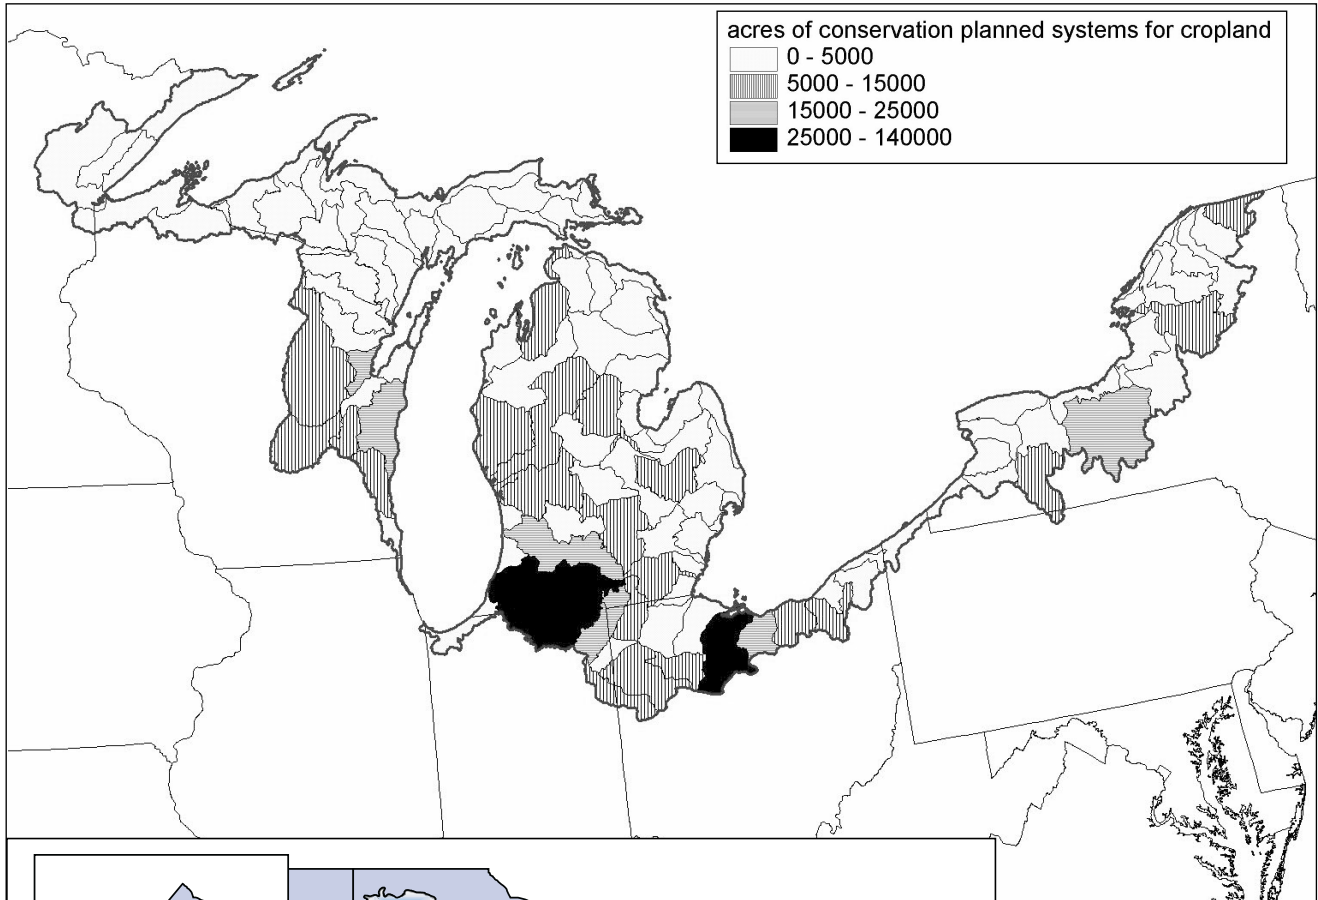 acres of conservation planned systems for cropland
0 - 5000
5000 - 15000
15000 - 25000
25000 - 140000